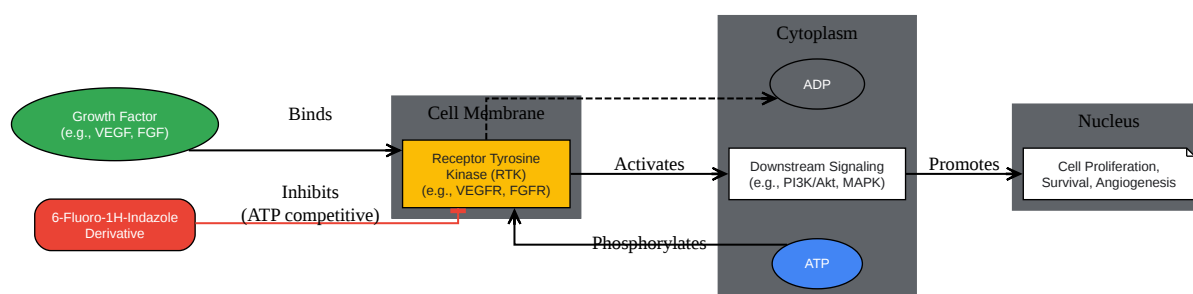 Cytoplasm
ADP
Growth Factor
(e.g., VEGF, FGF)
Binds
Cell Membrane
Receptor Tyrosine
Kinase (RTK)
(e.g., VEGFR, FGFR)
Activates
Downstream Signaling
(e.g., PI3K/Akt, MAPK)
Promotes
Nucleus
Cell Proliferation,
Survival, Angiogenesis
6-Fluoro-1H-Indazole
Derivative
Inhibits
(ATP competitive)
Phosphorylates
ATP